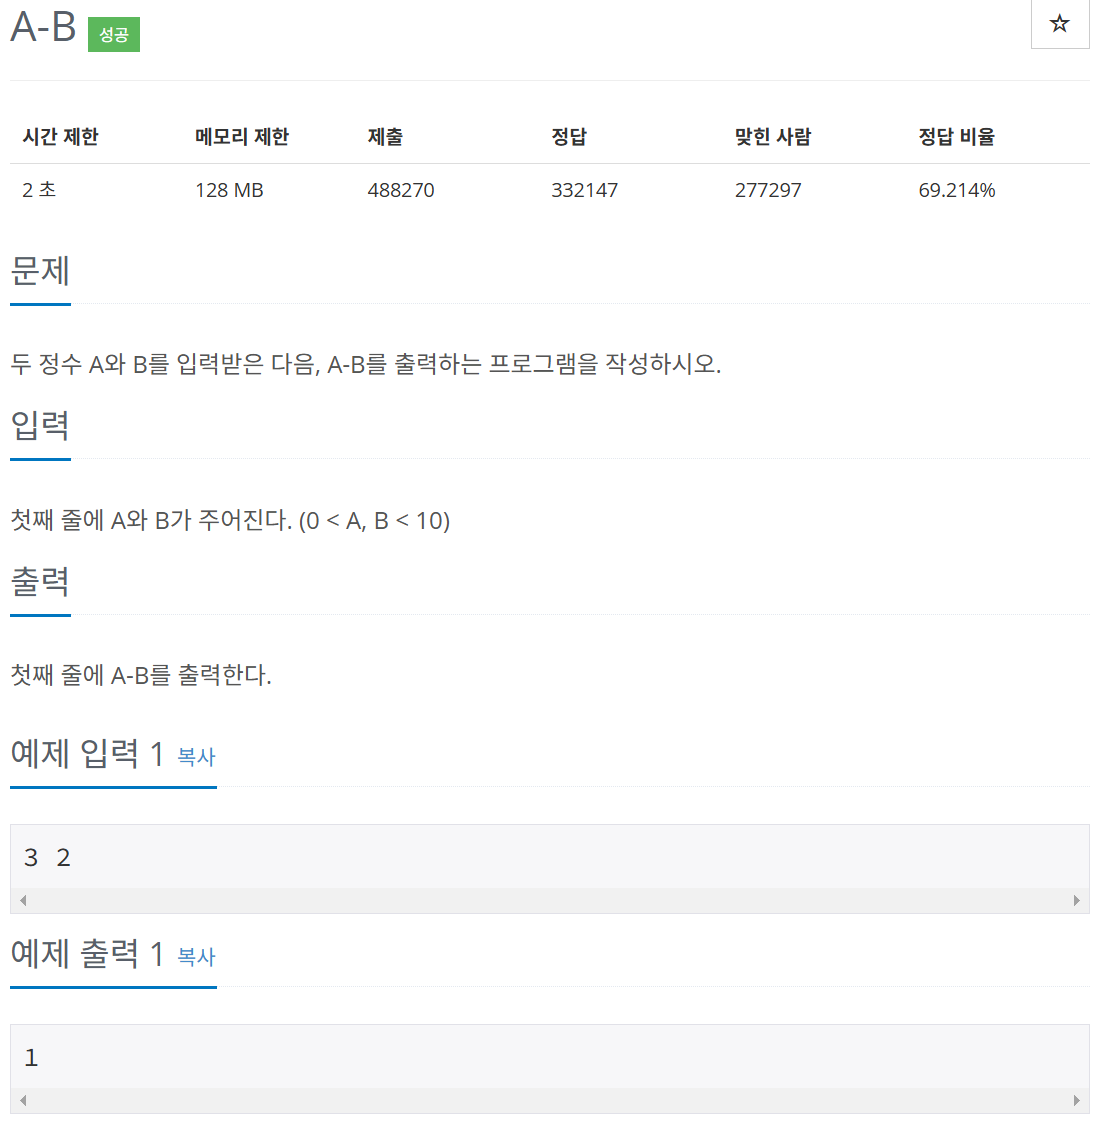 A-B 성공
시간 제한 메모리 제한 제출 정답 맞힌 사람 정답 비율
2 초 128 MB 488270 332147 277297 69.214%
문제
두 정수 A와 B를 입력받은 다음, A-B를 출력하는 프로그램을 작성하시오.
입력
첫째 줄에 A와 B가 주어진다. (0 < A, B < 10)
출력
첫째 줄에 A-B를 출력한다.
예제 입력 1 복사
3 2
예제 출력 1 복사
1